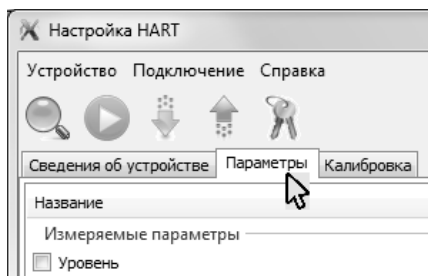 Настройка HART
Устройство Подключение Справка
Сведения об устройстве Параметры Калибровка
Название
Измеряемые параметры
Уровень